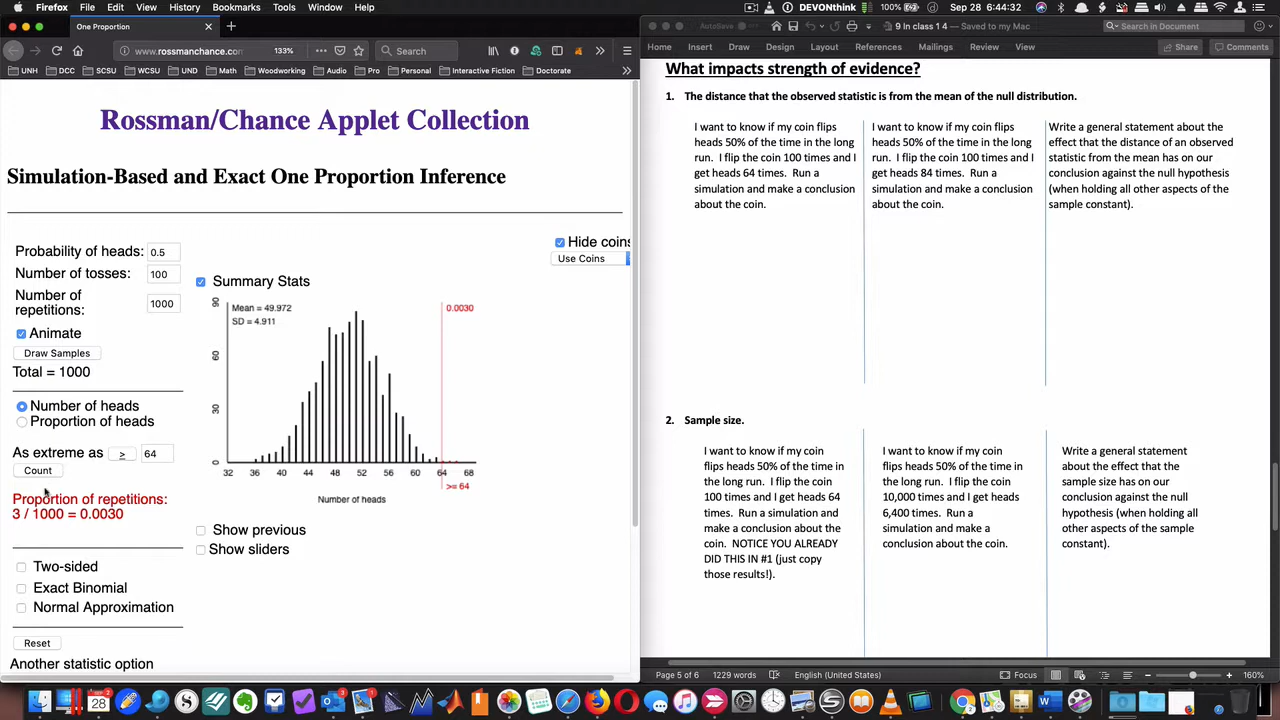 Firefox File Edit View History Bookmarks Tools Window Help
DEVONthink 100% Sep 28 6:44:32
One Proportion
www.rossmanchance.com 133% Search
UNH DCC SCSU WCSU UND Math Woodworking Audio Pro Personal Interactive Fiction Doctorate
Rossman/Chance Applet Collection
Simulation-Based and Exact One Proportion Inference
Probability of heads: 0.5
Number of tosses: 100
Number of
repetitions: 1000
Animate
Draw Samples
Total = 1000
Number of heads
Proportion of heads
As extreme as ≥ 64
Count
Proportion of repetitions:
3 / 1000 = 0.0030
Two-sided
Exact Binomial
Normal Approximation
Reset
Another statistic option
Hide coins
Use Coins
Summary Stats
Mean = 49.972
SD = 4.911
0.0030
90
60
30
0
32 36 40 44 48 52 56 60 64 68
>= 64
Number of heads
Show previous
Show sliders
AutoSave 9 In class 1 4 — Saved to my Mac Search in Document
Home Insert Draw Design Layout References Mailings Review View Share Comments
What impacts strength of evidence?
1. The distance that the observed statistic is from the mean of the null distribution.
I want to know if my coin flips
heads 50% of the time in the long
run. I flip the coin 100 times and I
get heads 64 times. Run a
simulation and make a conclusion
about the coin.
I want to know if my coin flips
heads 50% of the time in the long
run. I flip the coin 100 times and I
get heads 84 times. Run a
simulation and make a conclusion
about the coin.
Write a general statement about the
effect that the distance of an observed
statistic from the mean has on our
conclusion against the null hypothesis
(when holding all other aspects of the
sample constant).
2. Sample size.
I want to know if my coin
flips heads 50% of the time in
the long run. I flip the coin
100 times and I get heads 64
times. Run a simulation and
make a conclusion about the
coin. NOTICE YOU ALREADY
DID THIS IN #1 (just copy
those results!).
I want to know if my coin
flips heads 50% of the time in
the long run. I flip the coin
10,000 times and I get heads
6,400 times. Run a
simulation and make a
conclusion about the coin.
Write a general statement
about the effect that the
sample size has on our
conclusion against the null
hypothesis (when holding all
other aspects of the sample
constant).
Page 5 of 6 1229 words English (United States) Focus 160%